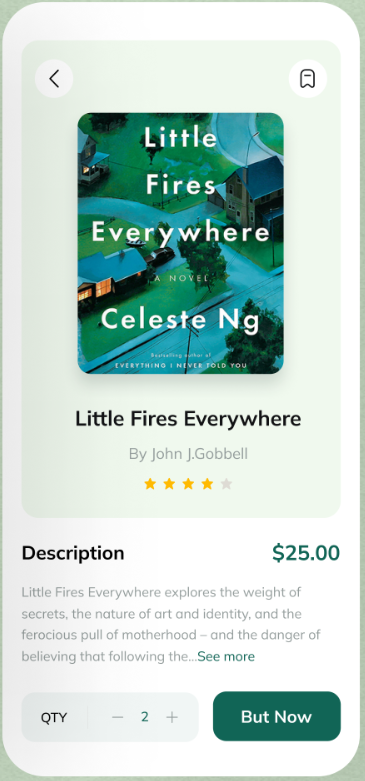 Little
Fires
Everywhere
A NOVEL
Celeste Ng
Bestselling author of
EVERYTHING I NEVER TOLD YOU
Little Fires Everywhere
By John J.Gobbell
Description
$25.00
Little Fires Everywhere explores the weight of
secrets, the nature of art and identity, and the
ferocious pull of motherhood – and the danger of
believing that following the...See more
QTY
2
But Now